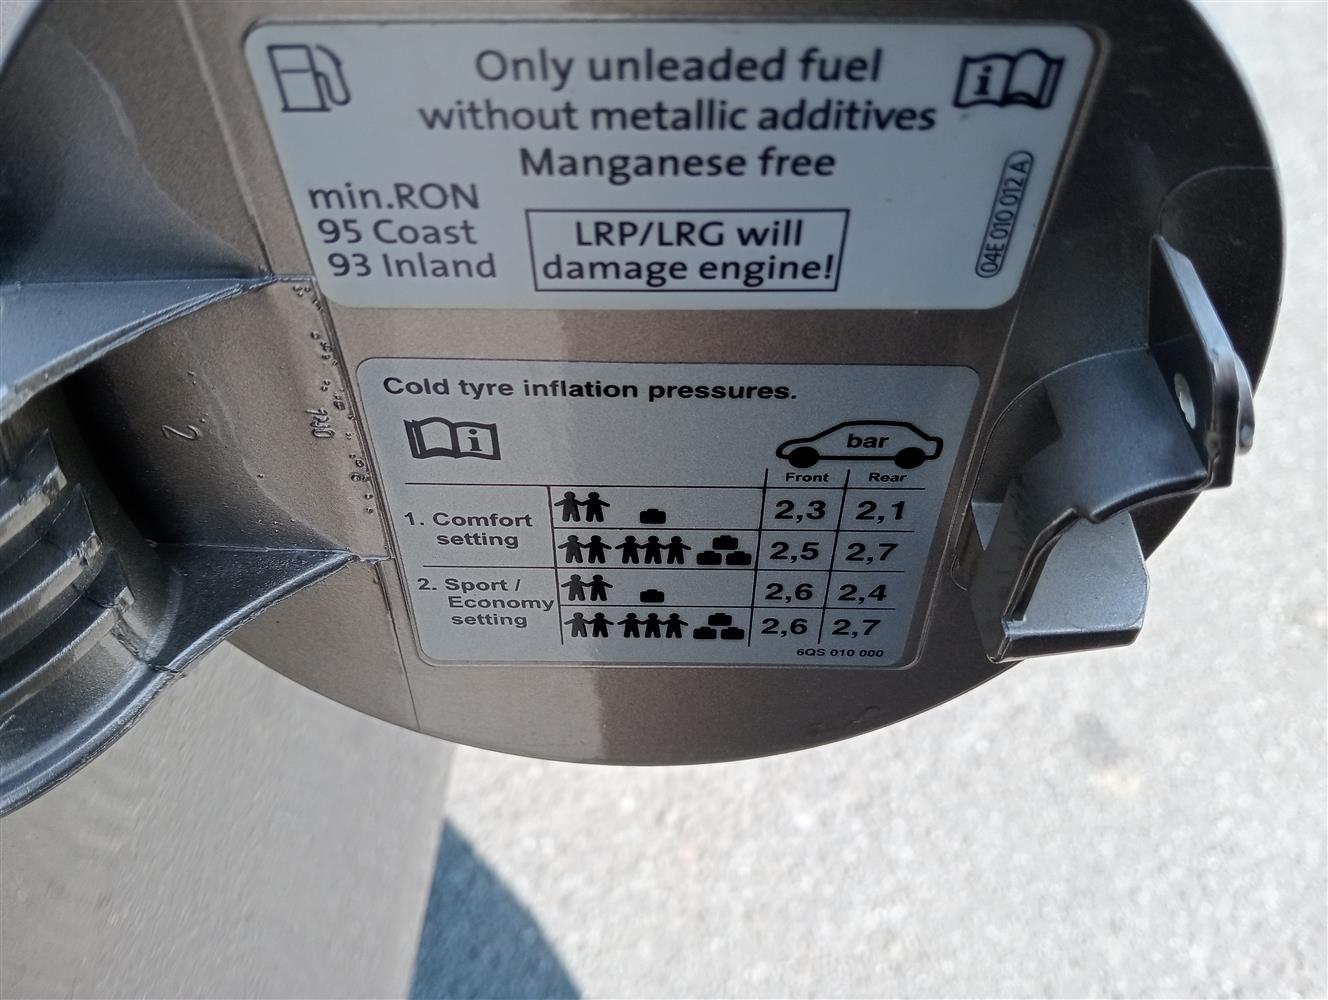 Only unleaded fuel
without metallic additives
Manganese free
min.RON
95 Coast
93 Inland
LRP/LRG will
damage engine!
04E 010 012 A
Cold tyre inflation pressures.
bar
Front Rear
1. Comfort
setting
2,3 2,1
2,5 2,7
2. Sport /
Economy
setting
2,6 2,4
2,6 2,7
6QS 010 000
2